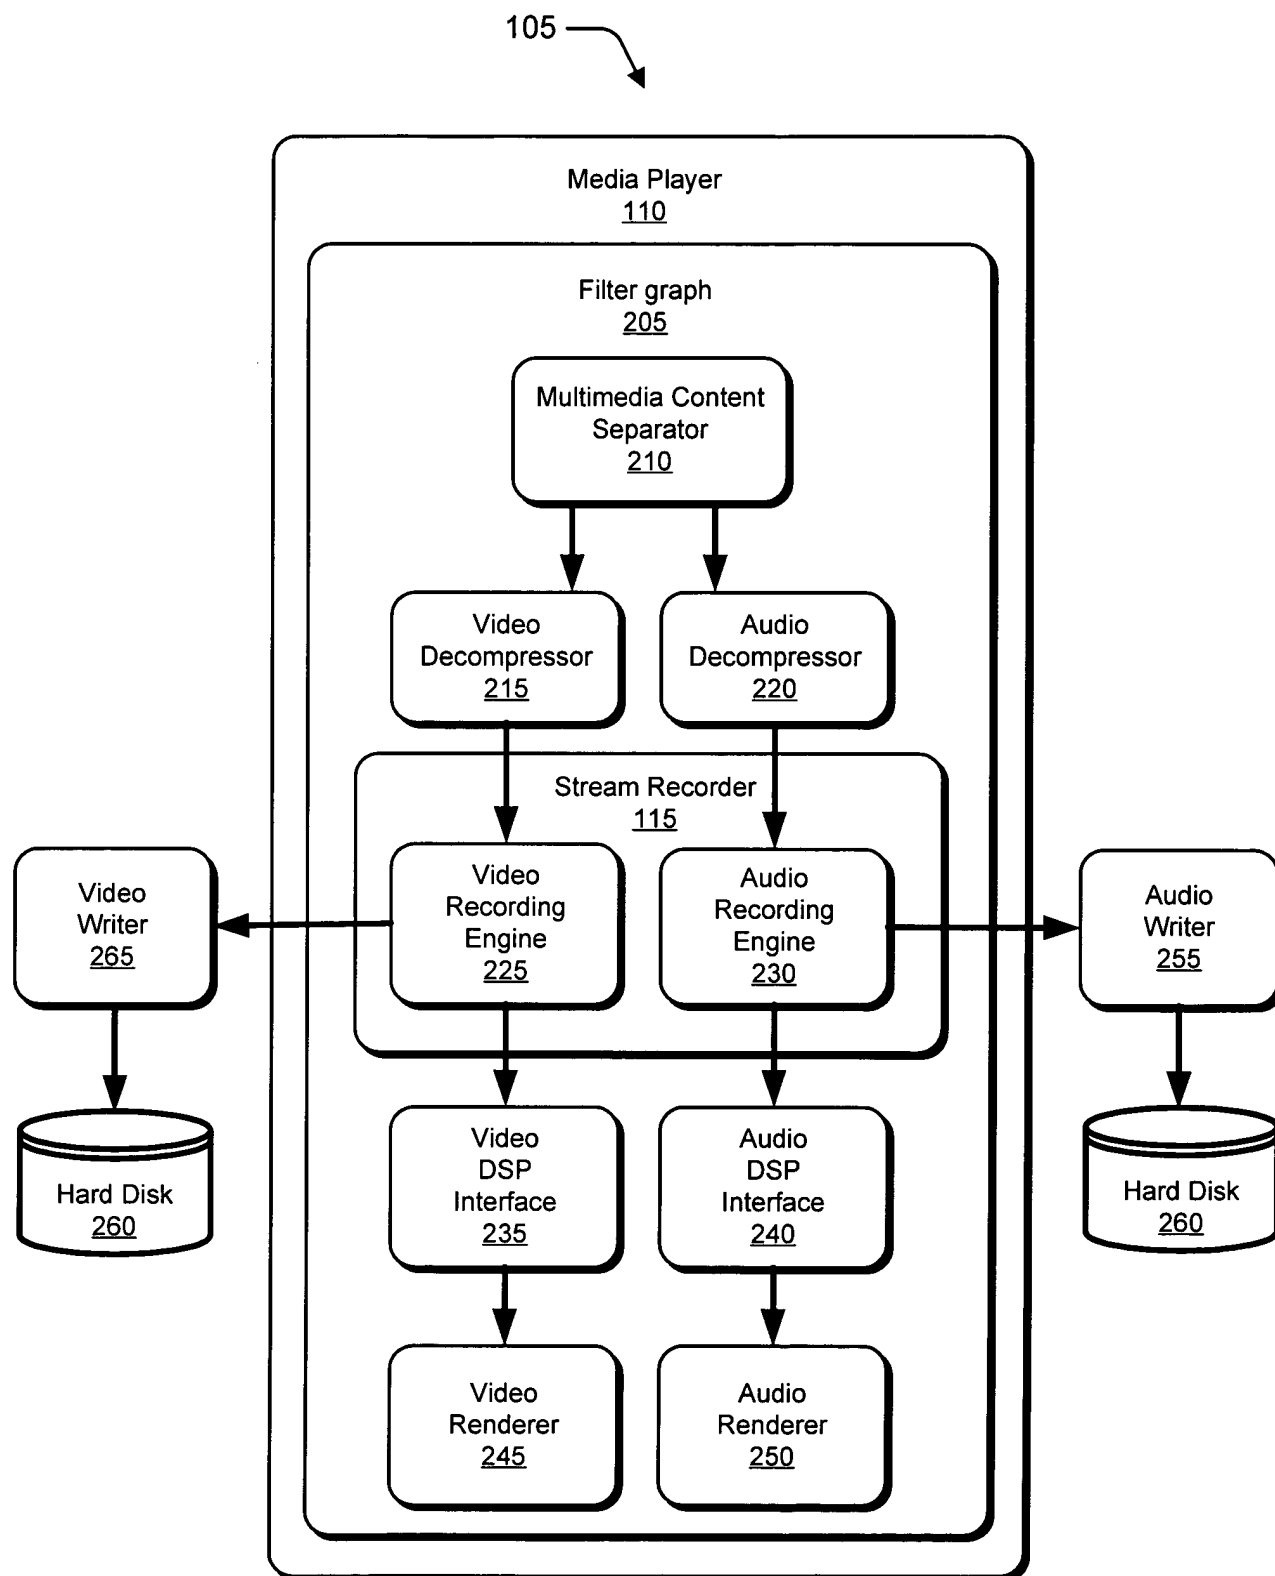 105
Media Player
110
Filter graph
205
Multimedia Content
Separator
210
Video
Decompressor
215
Audio
Decompressor
220
Stream Recorder
115
Video
Recording
Engine
225
Audio
Recording
Engine
230
Video
Writer
265
Audio
Writer
255
Hard Disk
260
Video
DSP
Interface
235
Audio
DSP
Interface
240
Hard Disk
260
Video
Renderer
245
Audio
Renderer
250